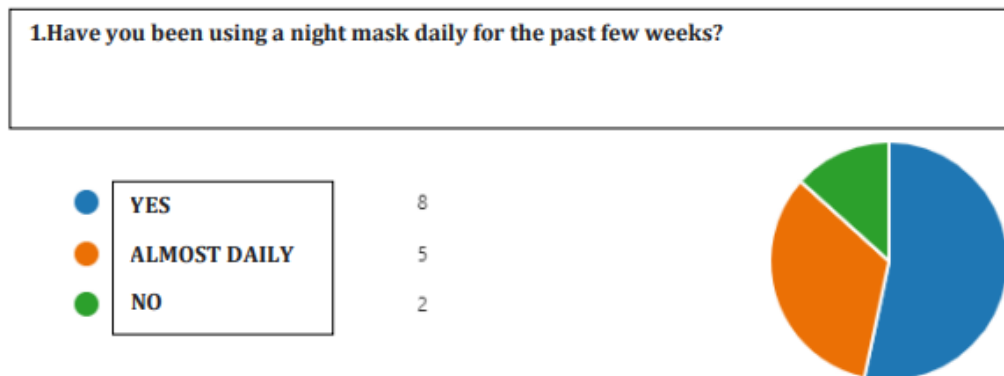 1.Have you been using a night mask daily for the past few weeks?
YES 8
ALMOST DAILY 5
NO 2